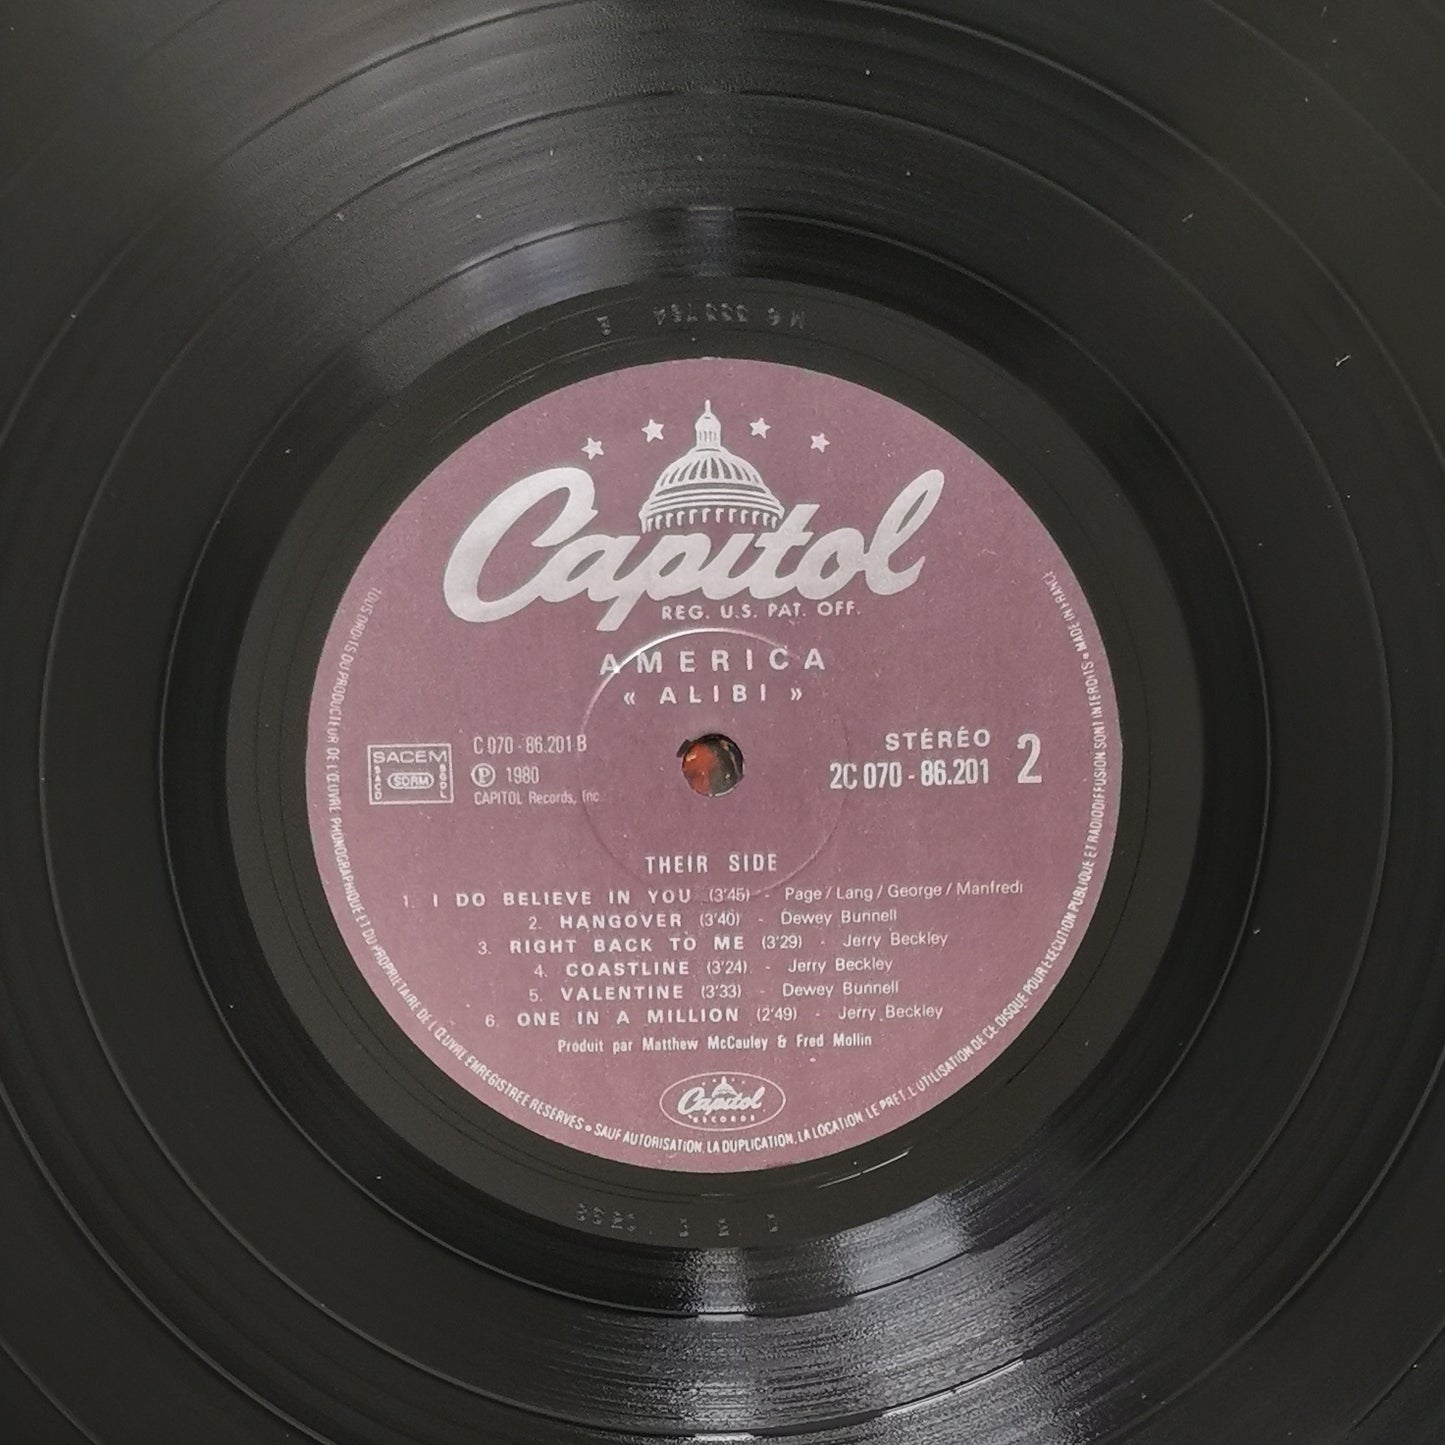 Capitol
REG. U.S. PAT. OFF.
AMERICA
« ALIBI »
SACEM
SACD
SDRM
SGDL
C 070 - 86.201 B
Ⓟ 1980
CAPITOL Records, Inc
STÉRÉO
2C 070 - 86.201
2
THEIR SIDE
1. I DO BELIEVE IN YOU (3'45) - Page / Lang / George / Manfredi
2. HANGOVER (3'40) - Dewey Bunnell
3. RIGHT BACK TO ME (3'29) - Jerry Beckley
4. COASTLINE (3'24) - Jerry Beckley
5. VALENTINE (3'33) - Dewey Bunnell
6. ONE IN A MILLION (2'49) - Jerry Beckley
Produit par Matthew McCauley & Fred Mollin
Capitol
RECORDS
TOUS DROITS DU PRODUCTEUR DE L'ŒUVRE PHONOGRAPHIQUE ET DU PROPRIETAIRE DE L'ŒUVRE ENREGISTREE RESERVES • SAUF AUTORISATION, LA DUPLICATION, LA LOCATION, LE PRET, L'UTILISATION DE CE DISQUE POUR EXECUTION PUBLIQUE ET RADIODIFFUSION SONT INTERDITS • MADE IN FRANCE